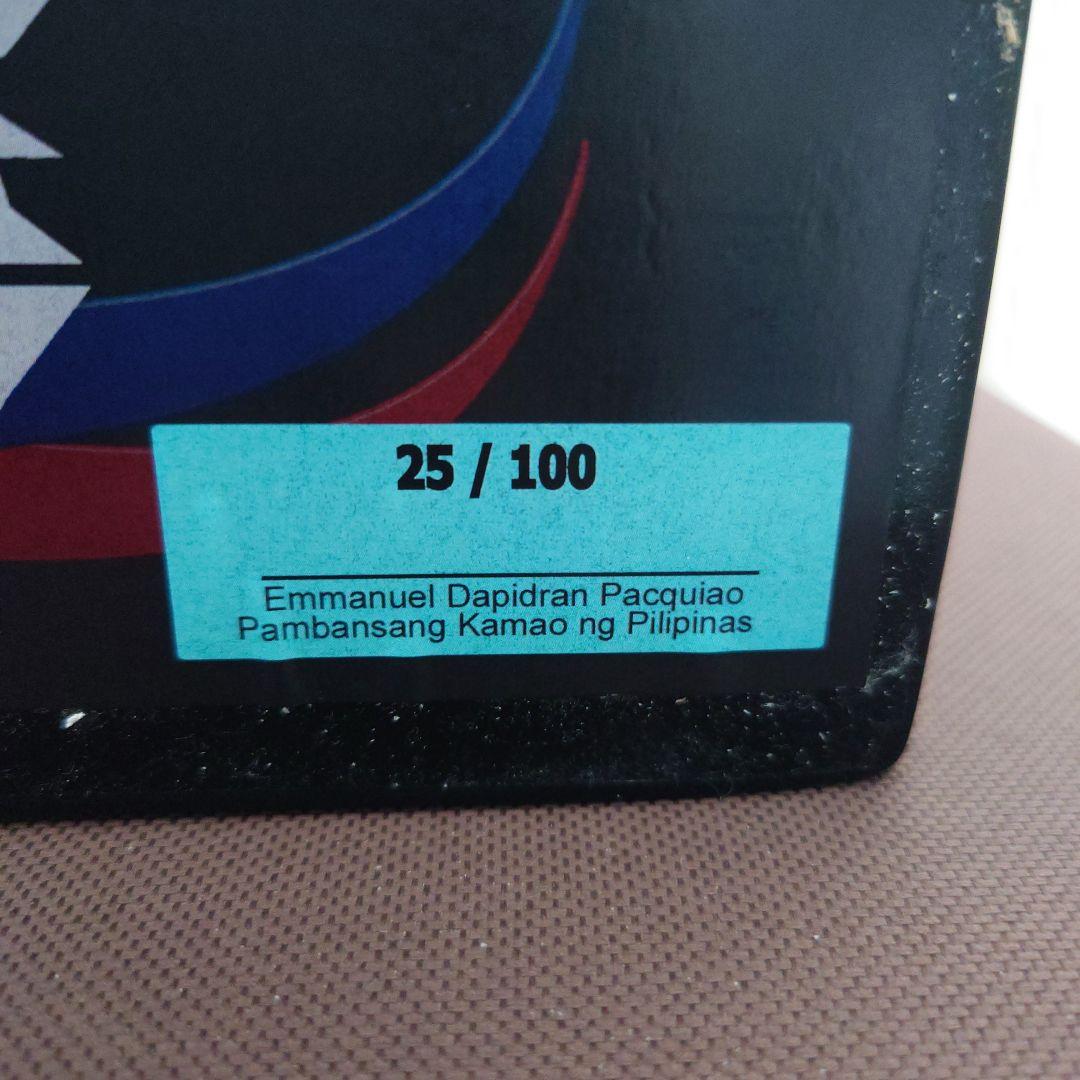 25 / 100
Emmanuel Dapidran Pacquiao
Pambansang Kamao ng Pilipinas